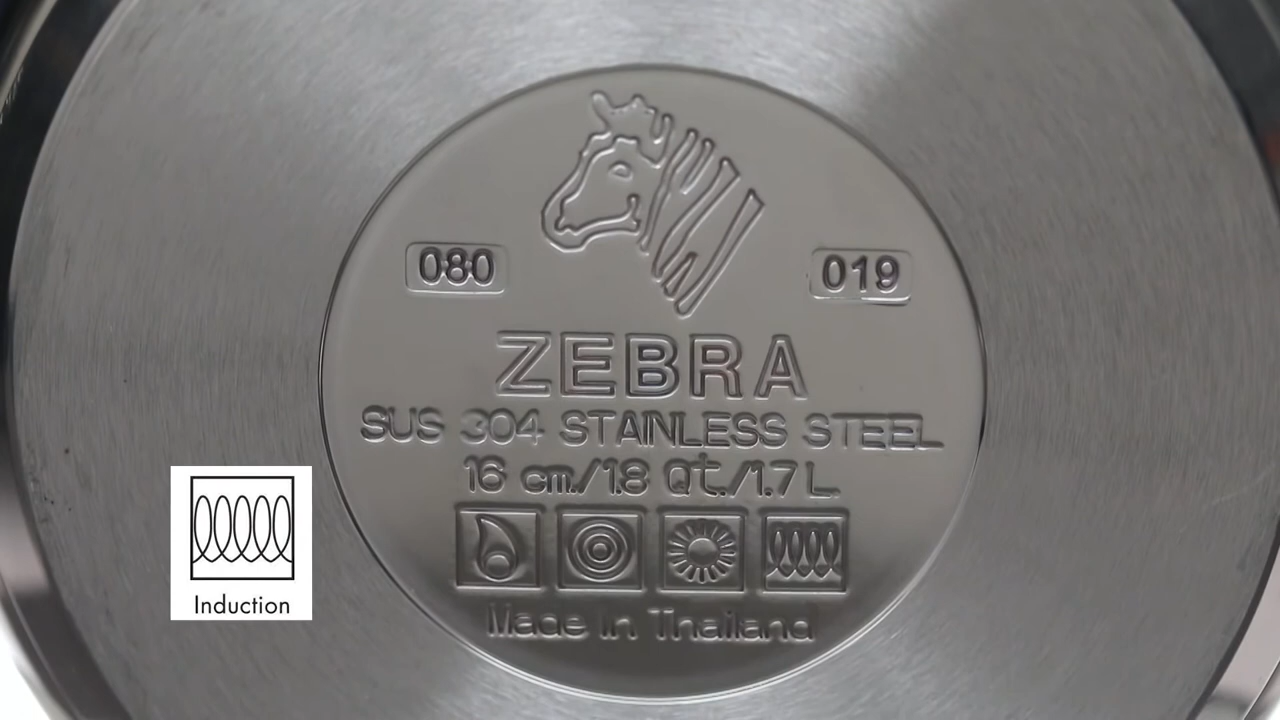 080
019
ZEBRA
SUS 304 STAINLESS STEEL
16 cm./1.8 Qt./1.7 L.
Made in Thailand
Induction